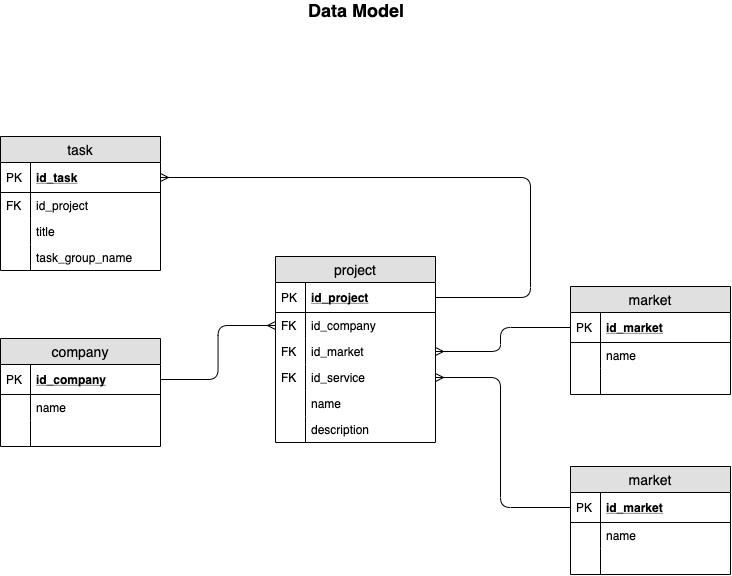 Data Model
task
PK id_task
FK id_project
title
task_group_name
company
PK id_company
name
project
PK id_project
FK id_company
FK id_market
FK id_service
name
description
market
PK id_market
name
market
PK id_market
name